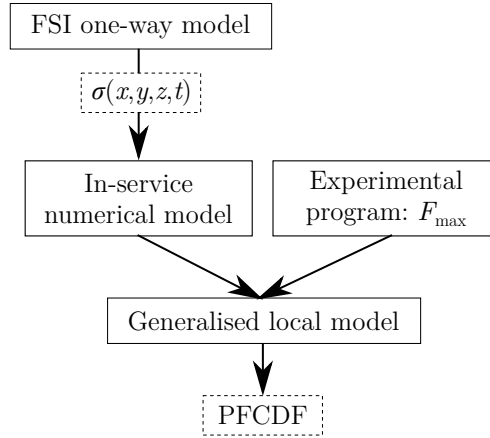 FSI one-way model
σ(x,y,z,t)
In-service
numerical model
Experimental
program: F_max
Generalised local model
PFCDF